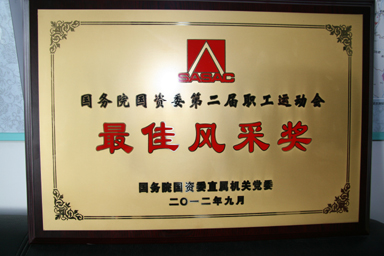 SASAC
国务院国资委第二届职工运动会
最佳风采奖
国务院国资委直属机关党委
二〇一二年九月